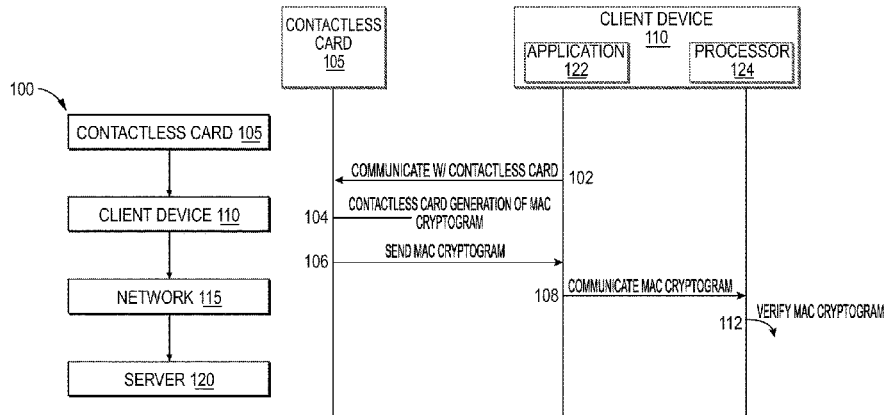 100
CONTACTLESS CARD 105
CLIENT DEVICE 110
NETWORK 115
SERVER 120
CONTACTLESS
CARD
105
CLIENT DEVICE
110
APPLICATION
122
PROCESSOR
124
COMMUNICATE W/ CONTACTLESS CARD
102
104
CONTACTLESS CARD GENERATION OF MAC
CRYPTOGRAM
106
SEND MAC CRYPTOGRAM
108
COMMUNICATE MAC CRYPTOGRAM
112
VERIFY MAC CRYPTOGRAM